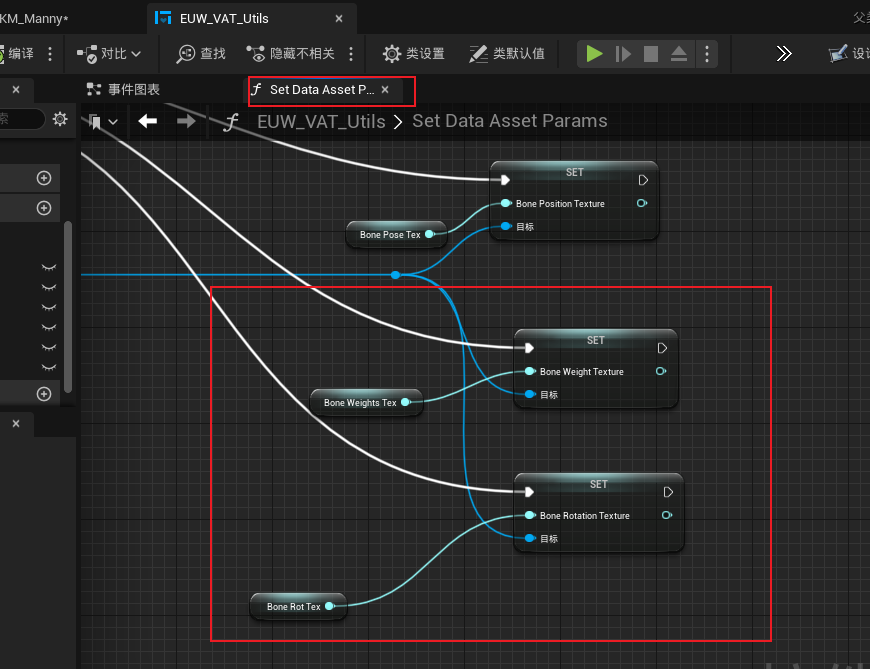 KM_Manny*
EUW_VAT_Utils
编译
对比
查找
隐藏不相关
类设置
类默认值
事件图表
Set Data Asset P...
EUW_VAT_Utils > Set Data Asset Params
SET
Bone Position Texture
Bone Pose Tex
目标
SET
Bone Weight Texture
目标
Bone Weights Tex
SET
Bone Rotation Texture
目标
Bone Rot Tex